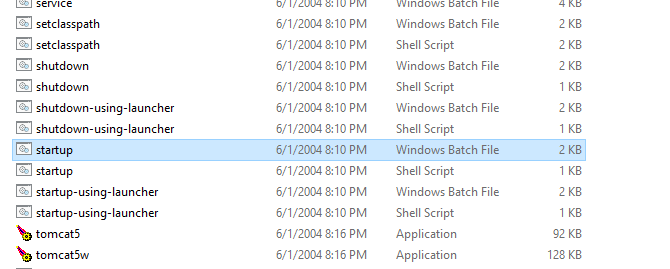 service 6/1/2004 8:10 PM Windows Batch File 4 KB
setclasspath 6/1/2004 8:10 PM Windows Batch File 2 KB
setclasspath 6/1/2004 8:10 PM Shell Script 2 KB
shutdown 6/1/2004 8:10 PM Windows Batch File 2 KB
shutdown 6/1/2004 8:10 PM Shell Script 1 KB
shutdown-using-launcher 6/1/2004 8:10 PM Windows Batch File 2 KB
shutdown-using-launcher 6/1/2004 8:10 PM Shell Script 1 KB
startup 6/1/2004 8:10 PM Windows Batch File 2 KB
startup 6/1/2004 8:10 PM Shell Script 1 KB
startup-using-launcher 6/1/2004 8:10 PM Windows Batch File 2 KB
startup-using-launcher 6/1/2004 8:10 PM Shell Script 1 KB
tomcat5 6/1/2004 8:16 PM Application 92 KB
tomcat5w 6/1/2004 8:16 PM Application 128 KB